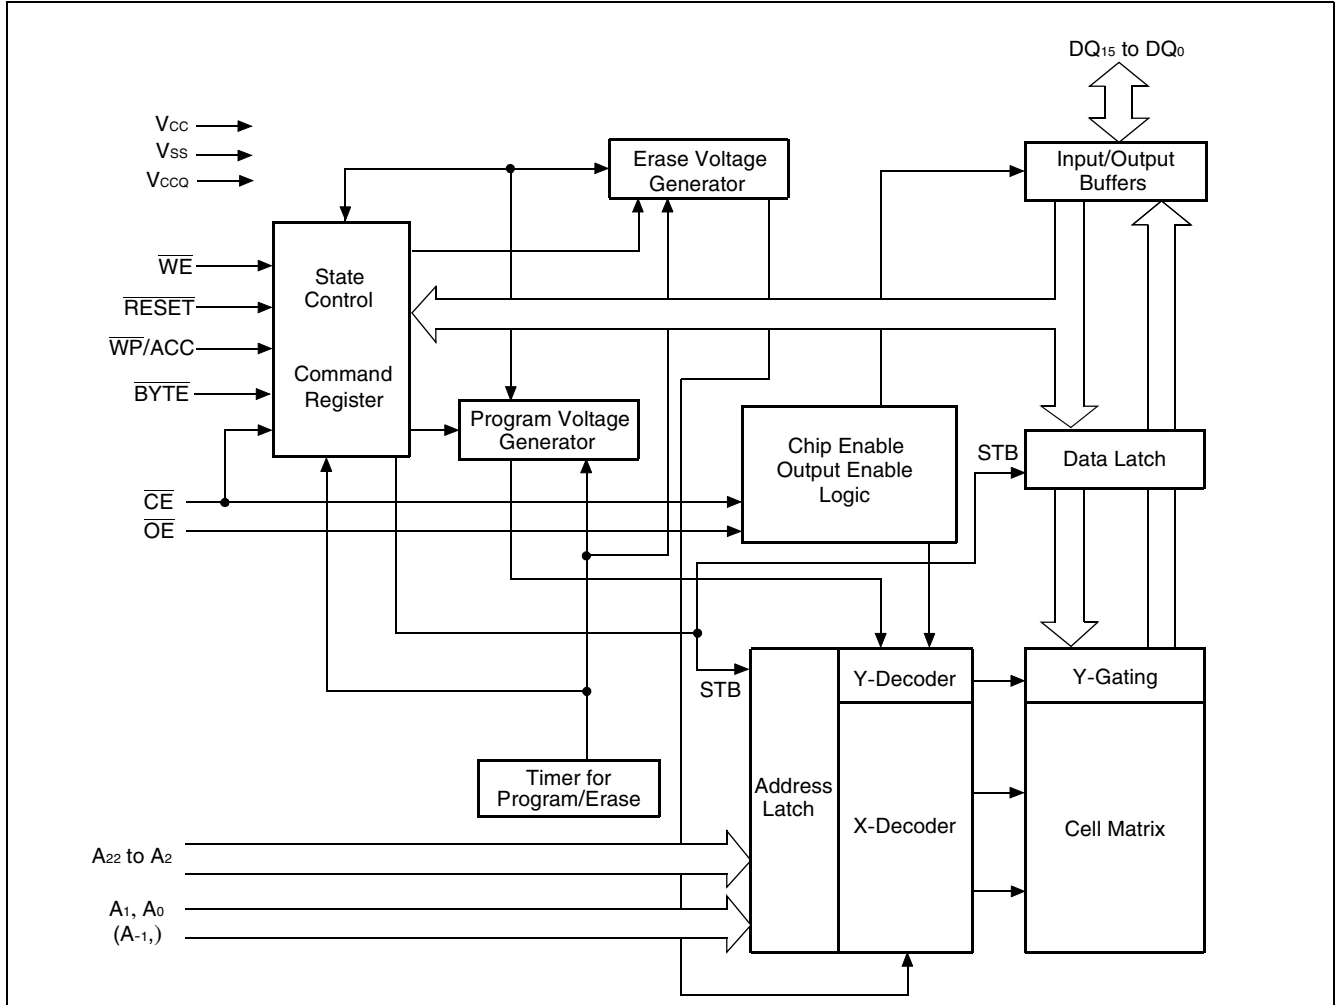 DQ15 to DQ0
VCC
VSS
VCCQ
Erase Voltage
Generator
Input/Output
Buffers
WE
RESET
WP/ACC
BYTE
State
Control
Command
Register
Program Voltage
Generator
Chip Enable
Output Enable
Logic
STB
Data Latch
CE
OE
STB
Y-Decoder
Y-Gating
Timer for
Program/Erase
Address
Latch
X-Decoder
Cell Matrix
A22 to A2
A1, A0
(A-1,)